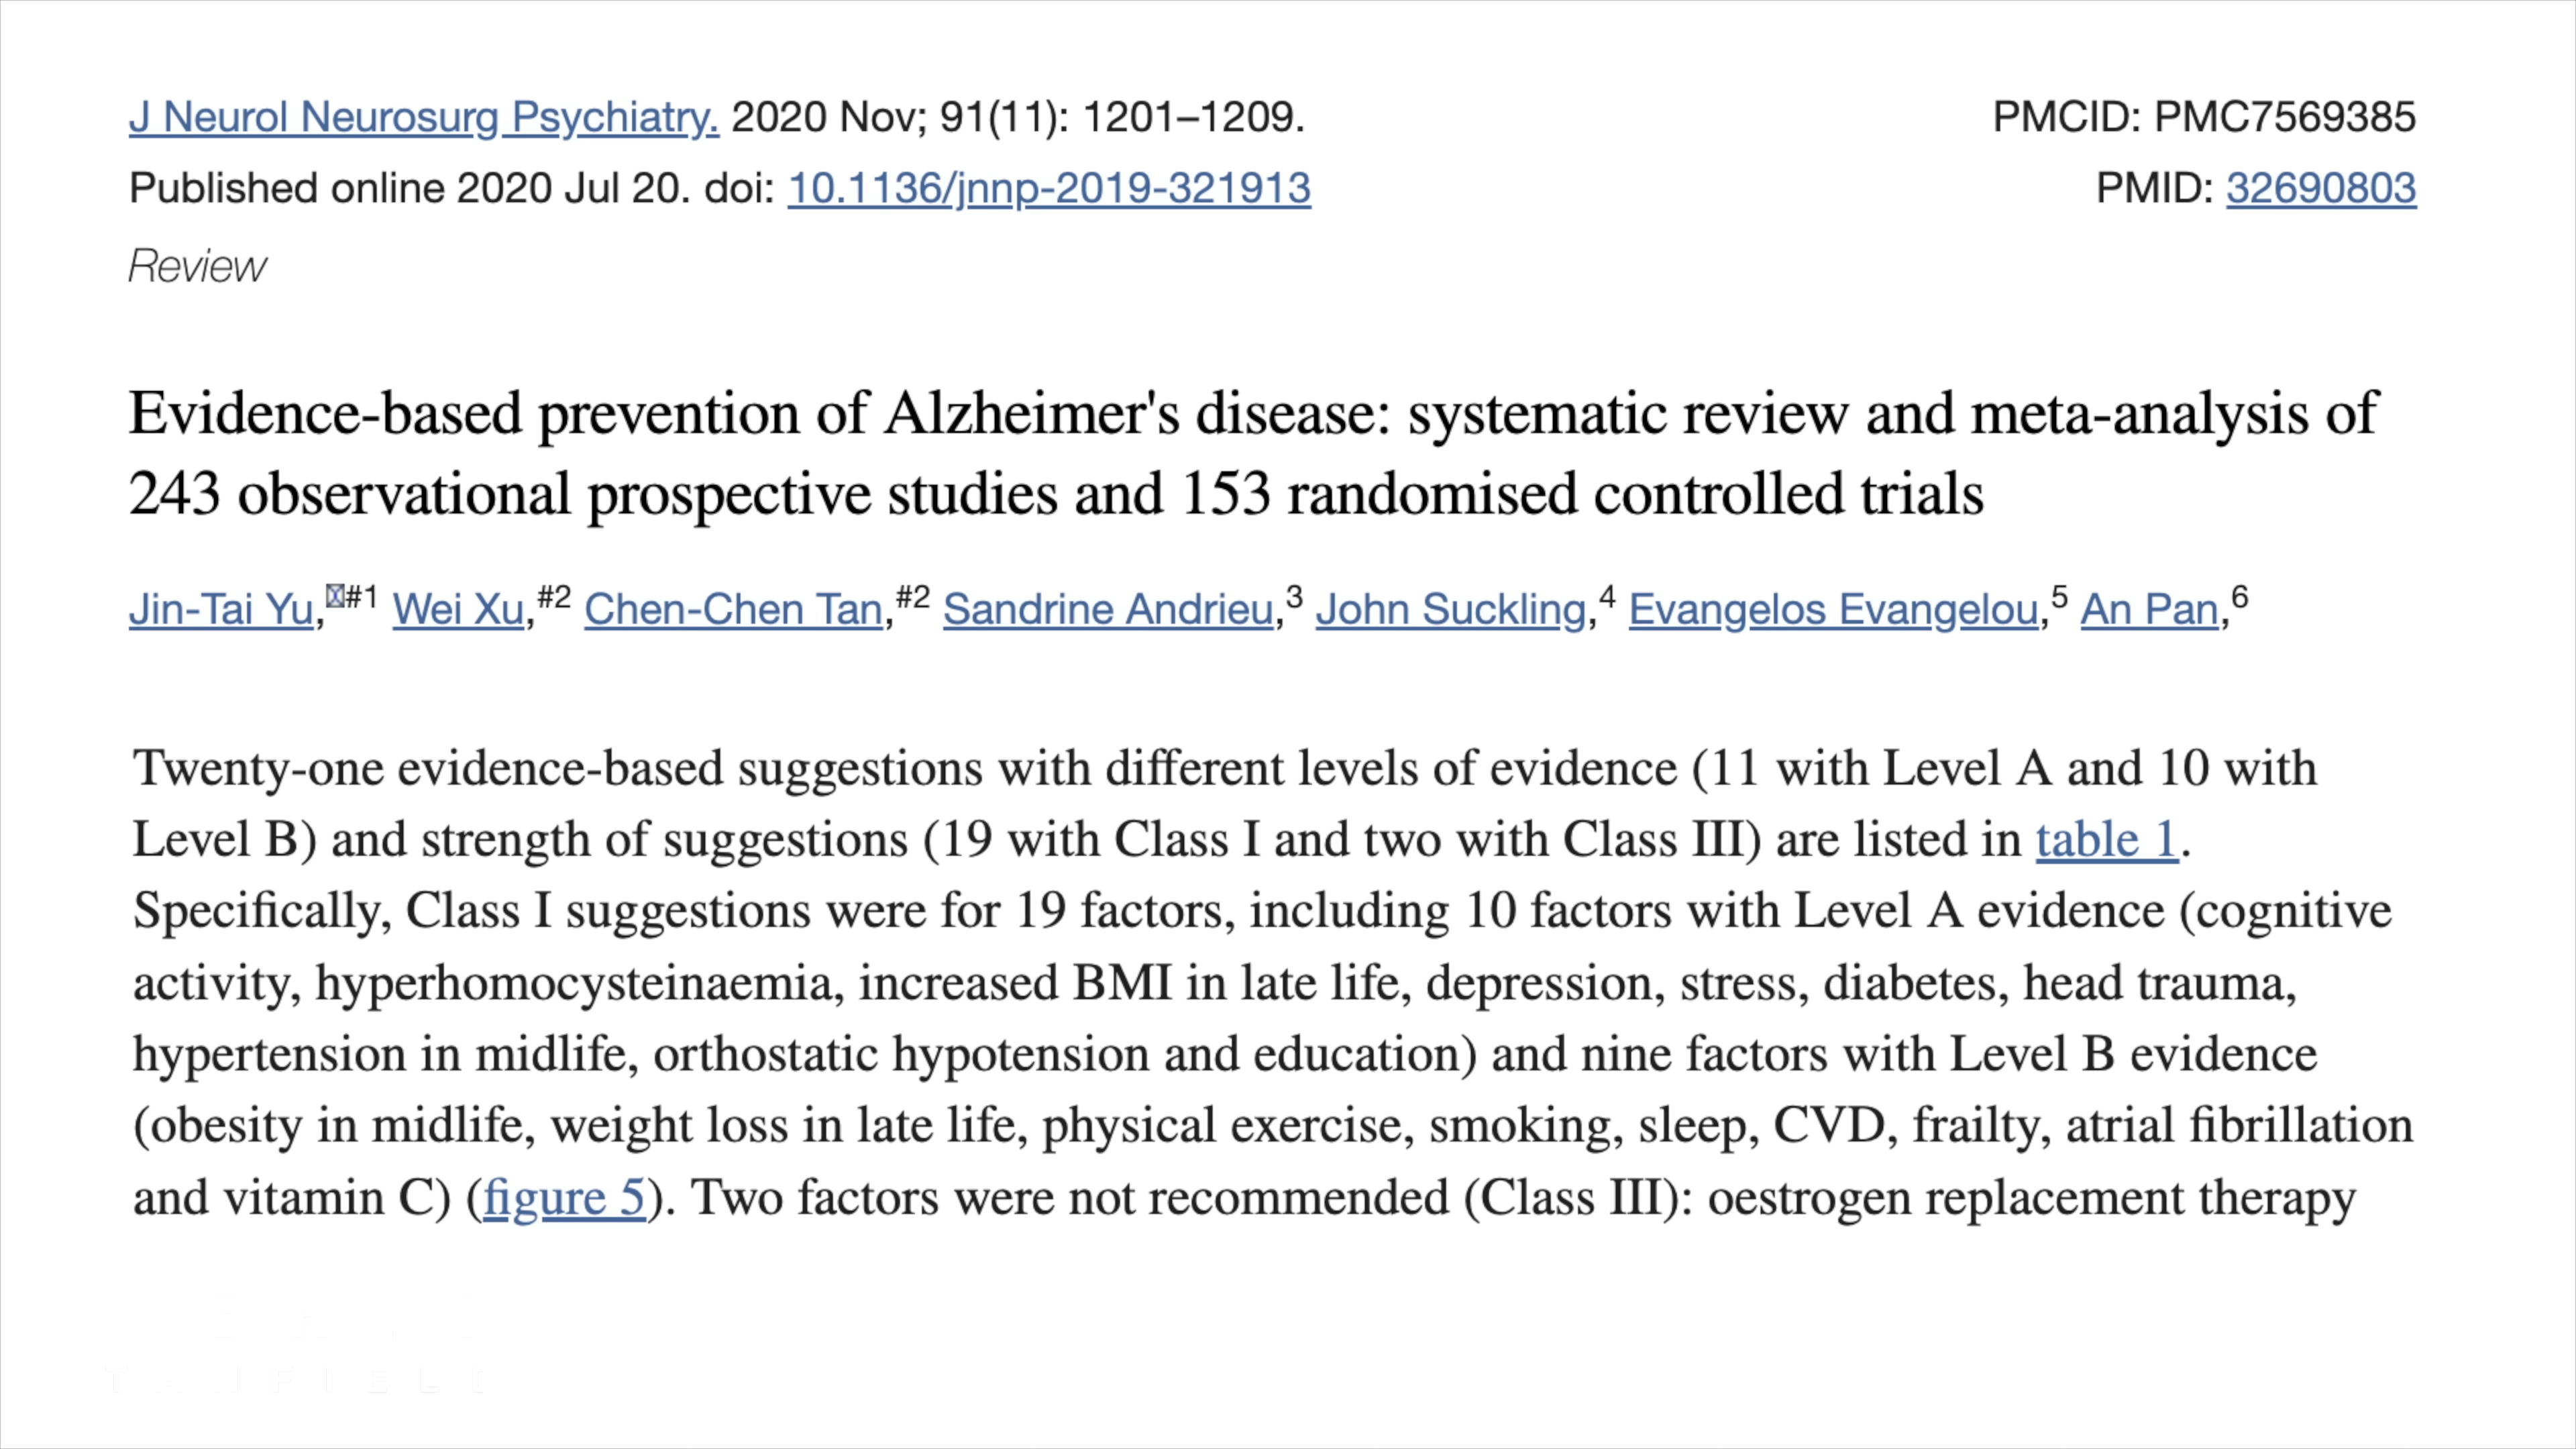 J Neurol Neurosurg Psychiatry. 2020 Nov; 91(11): 1201–1209.
PMCID: PMC7569385
Published online 2020 Jul 20. doi: 10.1136/jnnp-2019-321913
PMID: 32690803
Review
Evidence-based prevention of Alzheimer's disease: systematic review and meta-analysis of
243 observational prospective studies and 153 randomised controlled trials
Jin-Tai Yu,#1 Wei Xu,#2 Chen-Chen Tan,#2 Sandrine Andrieu,3 John Suckling,4 Evangelos Evangelou,5 An Pan,6
Twenty-one evidence-based suggestions with different levels of evidence (11 with Level A and 10 with
Level B) and strength of suggestions (19 with Class I and two with Class III) are listed in table 1.
Specifically, Class I suggestions were for 19 factors, including 10 factors with Level A evidence (cognitive
activity, hyperhomocysteinaemia, increased BMI in late life, depression, stress, diabetes, head trauma,
hypertension in midlife, orthostatic hypotension and education) and nine factors with Level B evidence
(obesity in midlife, weight loss in late life, physical exercise, smoking, sleep, CVD, frailty, atrial fibrillation
and vitamin C) (figure 5). Two factors were not recommended (Class III): oestrogen replacement therapy